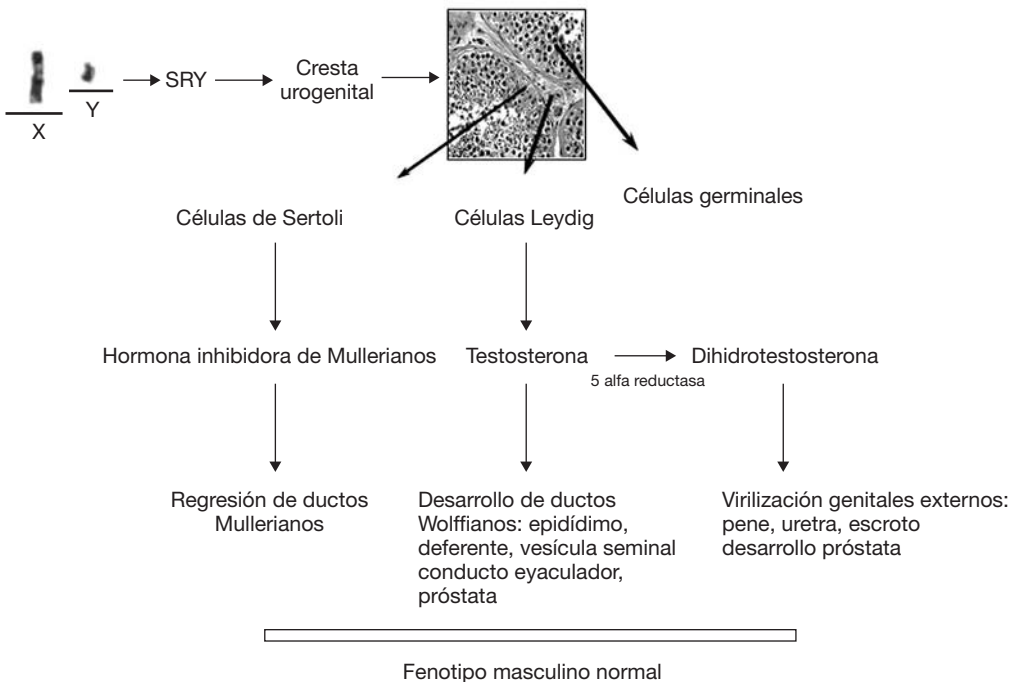 X
Y
SRY
Cresta
urogenital
Células de Sertoli
Células Leydig
Células germinales
Hormona inhibidora de Mullerianos
Testosterona
5 alfa reductasa
Dihidrotestosterona
Regresión de ductos
Mullerianos
Desarrollo de ductos
Wolffianos: epidídimo,
deferente, vesícula seminal
conducto eyaculador,
próstata
Virilización genitales externos:
pene, uretra, escroto
desarrollo próstata
Fenotipo masculino normal